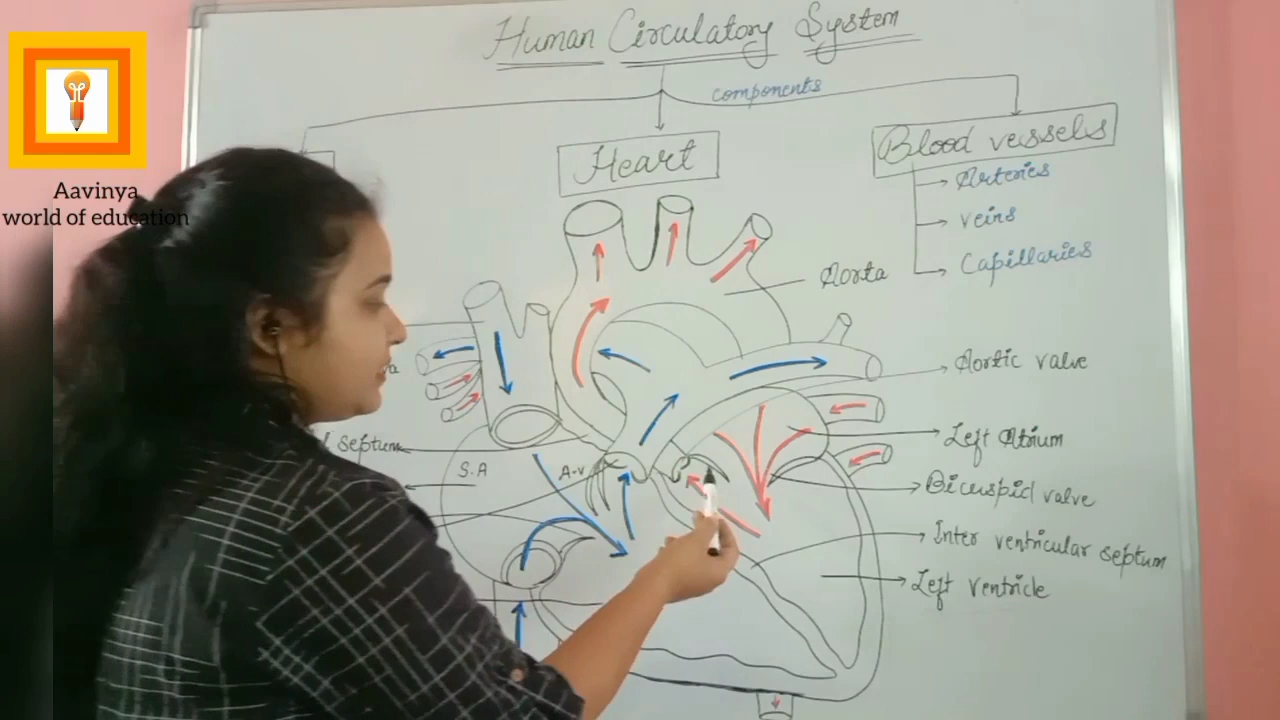 Human Circulatory System
components
Heart
Blood vessels
Arteries
veins
Capillaries
Aavinya
world of education
Aorta
Aortic valve
septum
S.A
A-v
Left Atrium
Bicuspid valve
Inter ventricular septum
Left ventricle